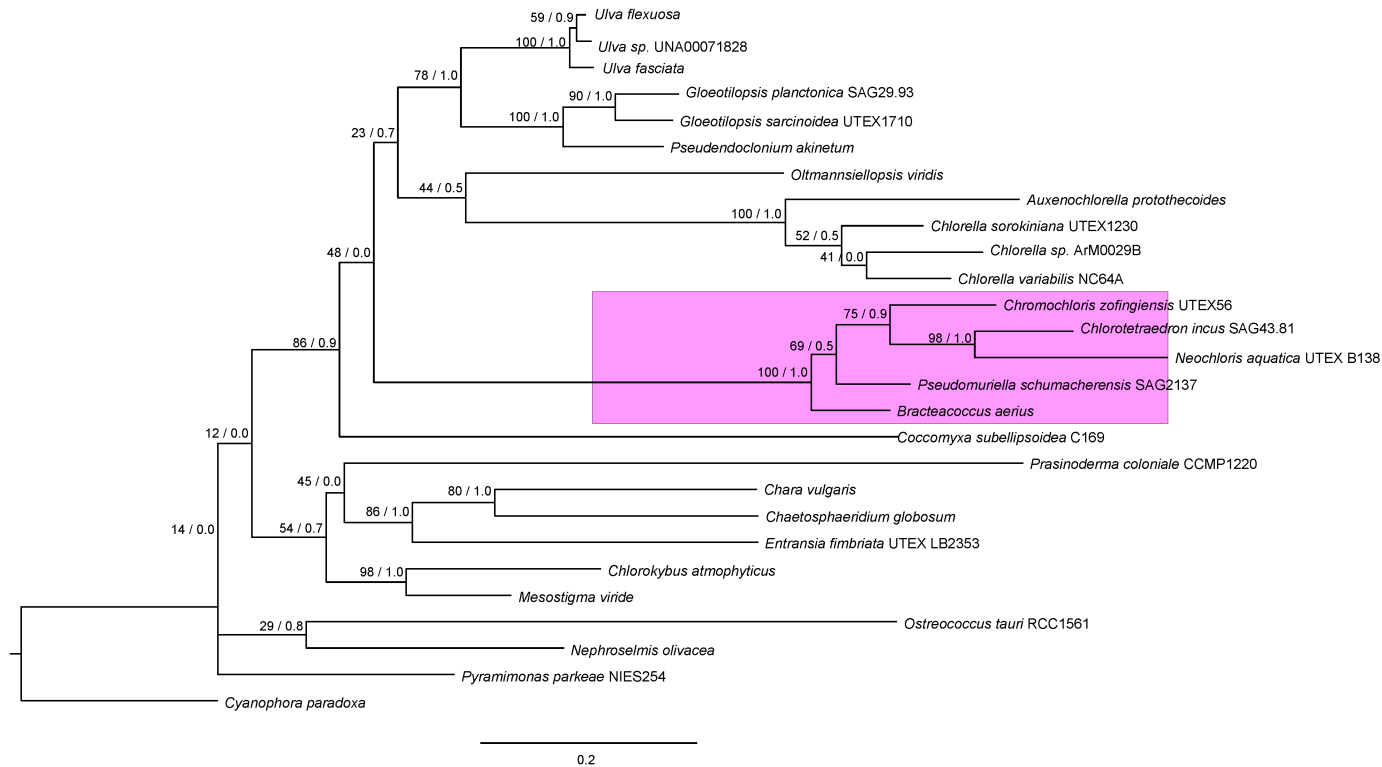 59 / 0.9
Ulva flexuosa
100 / 1.0
Ulva sp. UNA00071828
Ulva fasciata
78 / 1.0
90 / 1.0
Gloeotilopsis planctonica SAG29.93
100 / 1.0
Gloeotilopsis sarcinoidea UTEX1710
23 / 0.7
Pseudendoclonium akinetum
Oltmannsiellopsis viridis
44 / 0.5
Auxenochlorella protothecoides
100 / 1.0
Chlorella sorokiniana UTEX1230
52 / 0.5
Chlorella sp. ArM0029B
48 / 0.0
41 / 0.0
Chlorella variabilis NC64A
Chromochloris zofingiensis UTEX56
75 / 0.9
Chlorotetraedron incus SAG43.81
98 / 1.0
86 / 0.9
69 / 0.5
Neochloris aquatica UTEX B138
100 / 1.0
Pseudomuriella schumacherensis SAG2137
Bracteacoccus aerius
12 / 0.0
Coccomyxa subellipsoidea C169
Prasinoderma coloniale CCMP1220
45 / 0.0
80 / 1.0
Chara vulgaris
86 / 1.0
Chaetosphaeridium globosum
14 / 0.0
54 / 0.7
Entransia fimbriata UTEX LB2353
98 / 1.0
Chlorokybus atmophyticus
Mesostigma viride
29 / 0.8
Ostreococcus tauri RCC1561
Nephroselmis olivacea
Pyramimonas parkeae NIES254
Cyanophora paradoxa
0.2